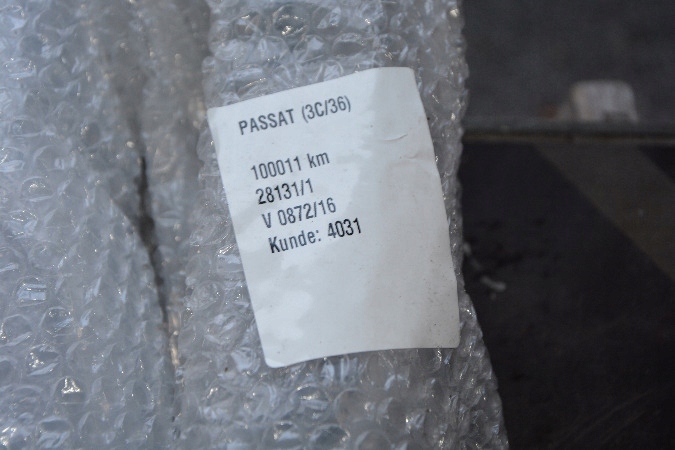 PASSAT (3C/36)
100011 km
28131/1
V 0872/16
Kunde: 4031